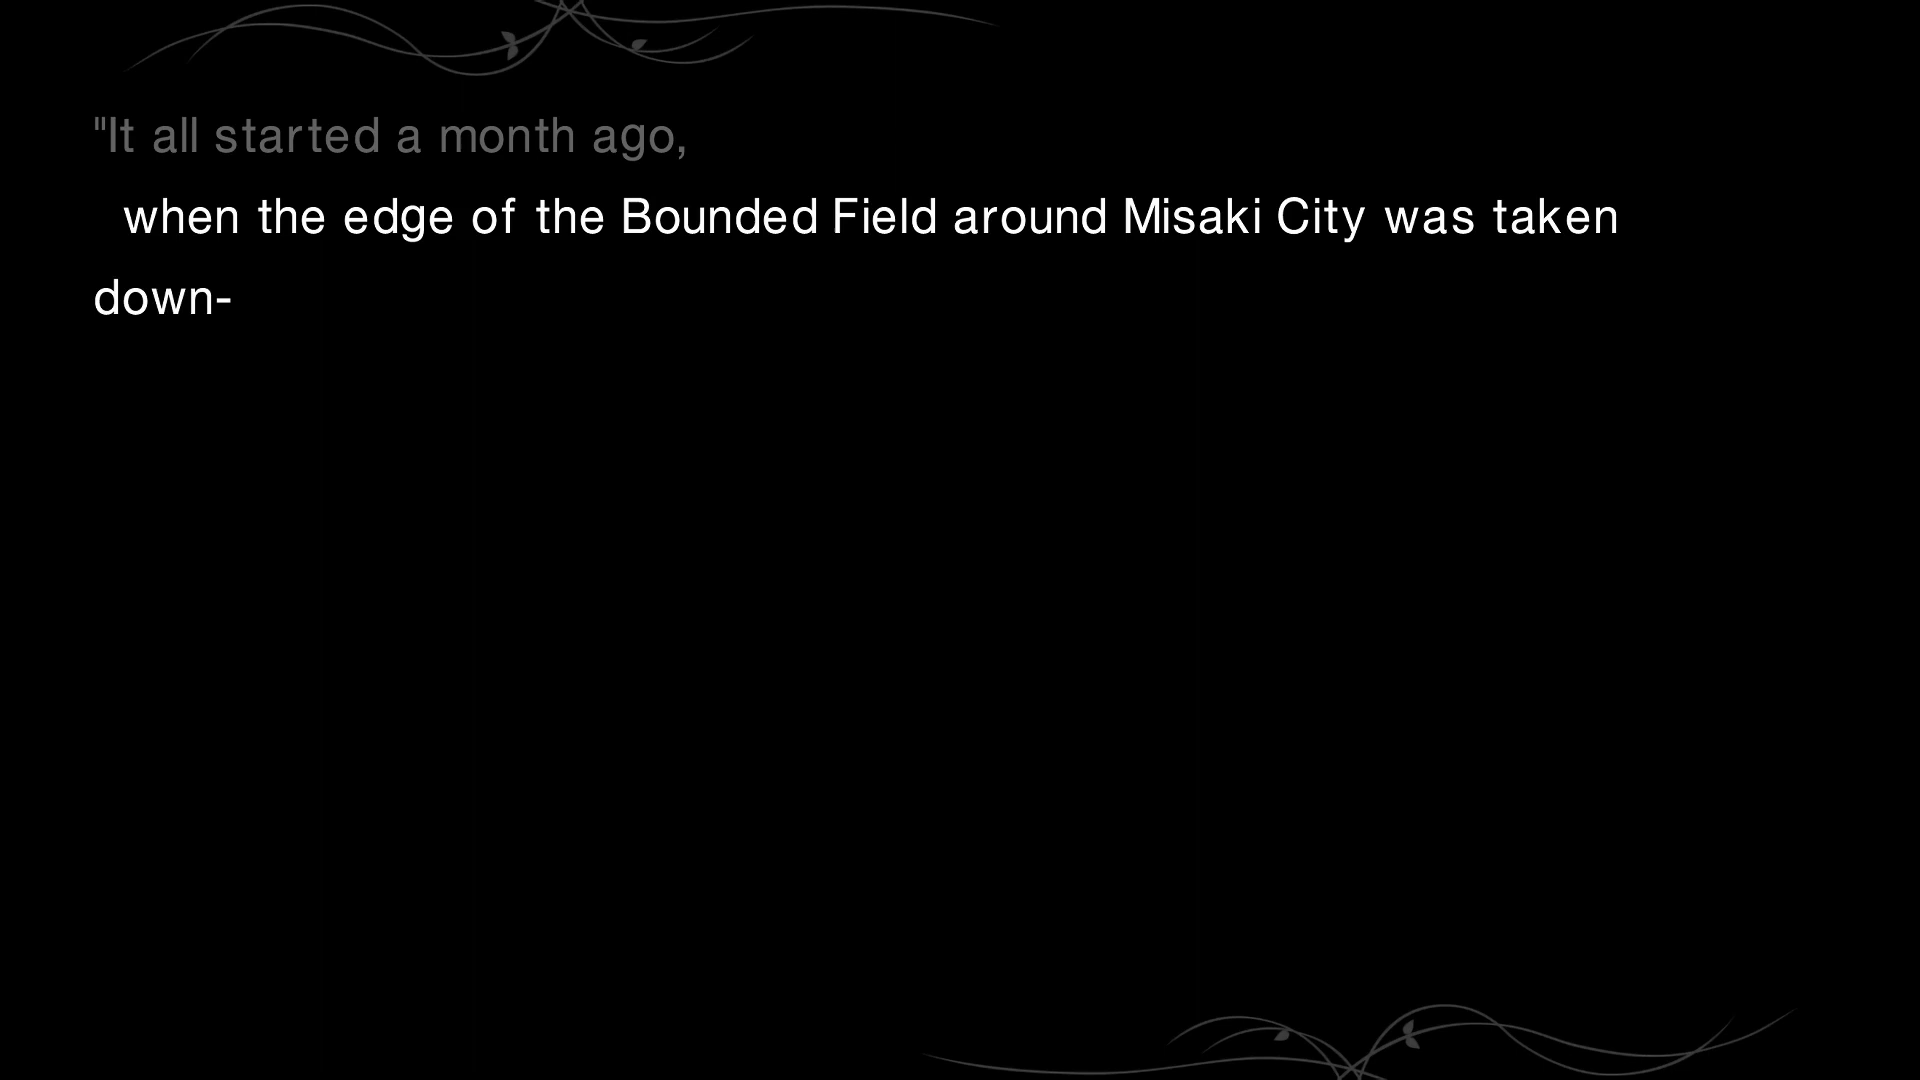 "It all started a month ago,
when the edge of the Bounded Field around Misaki City was taken
down-